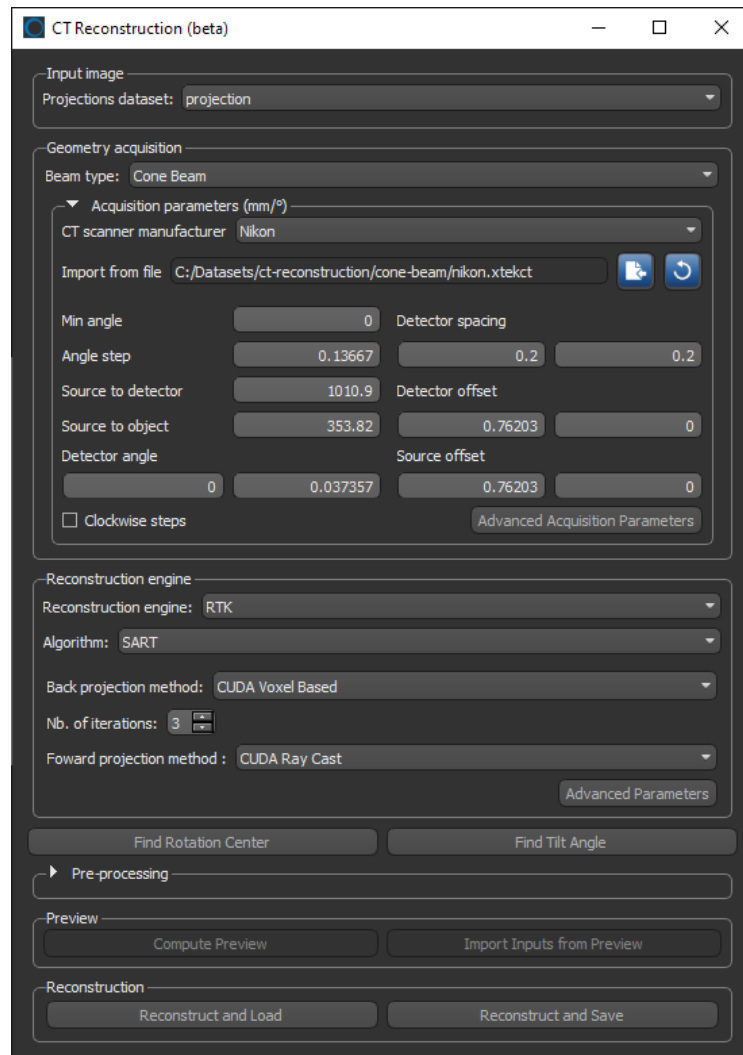 CT Reconstruction (beta)
Input image
Projections dataset: projection
Geometry acquisition
Beam type: Cone Beam
Acquisition parameters (mm/º)
CT scanner manufacturer Nikon
Import from file C:/Datasets/ct-reconstruction/cone-beam/nikon.xtekct
Min angle 0 Detector spacing
Angle step 0.13667 0.2 0.2
Source to detector 1010.9 Detector offset
Source to object 353.82 0.76203 0
Detector angle Source offset
0 0.037357 0.76203 0
Clockwise steps Advanced Acquisition Parameters
Reconstruction engine
Reconstruction engine: RTK
Algorithm: SART
Back projection method: CUDA Voxel Based
Nb. of iterations: 3
Foward projection method : CUDA Ray Cast
Advanced Parameters
Find Rotation Center Find Tilt Angle
Pre-processing
Preview
Compute Preview Import Inputs from Preview
Reconstruction
Reconstruct and Load Reconstruct and Save